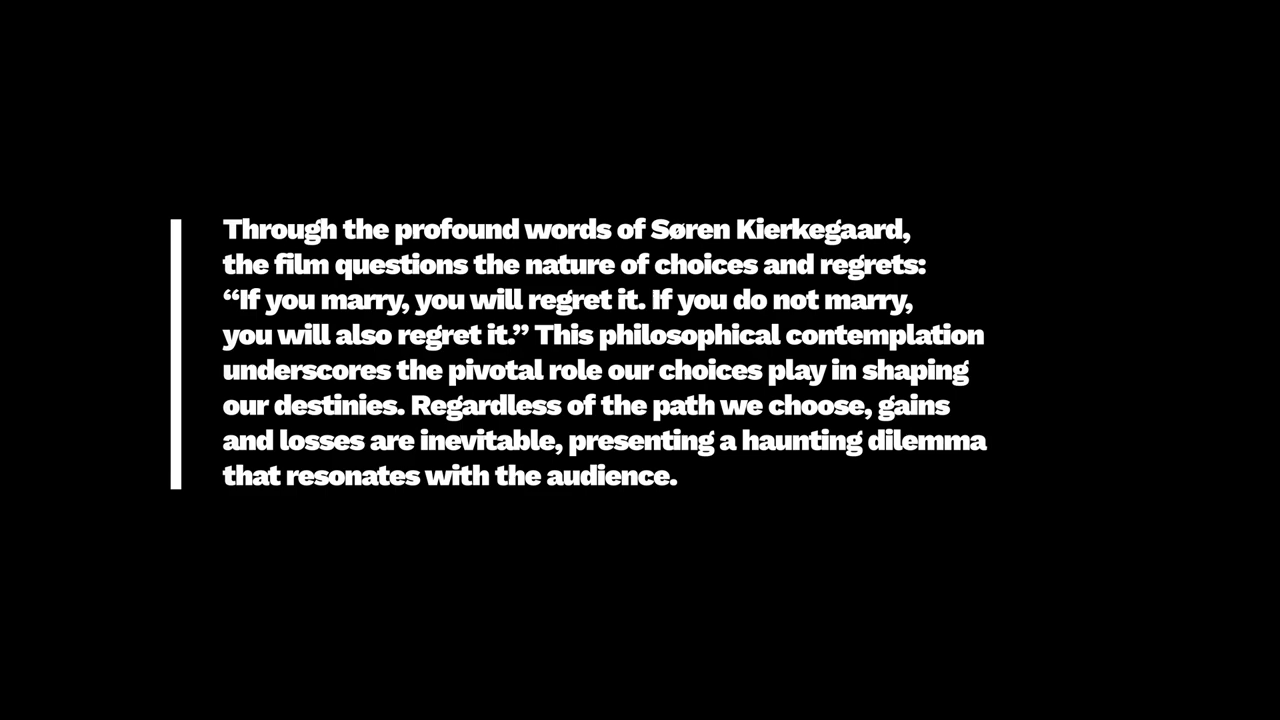 Through the profound words of Søren Kierkegaard,
the film questions the nature of choices and regrets:
“If you marry, you will regret it. If you do not marry,
you will also regret it.” This philosophical contemplation
underscores the pivotal role our choices play in shaping
our destinies. Regardless of the path we choose, gains
and losses are inevitable, presenting a haunting dilemma
that resonates with the audience.